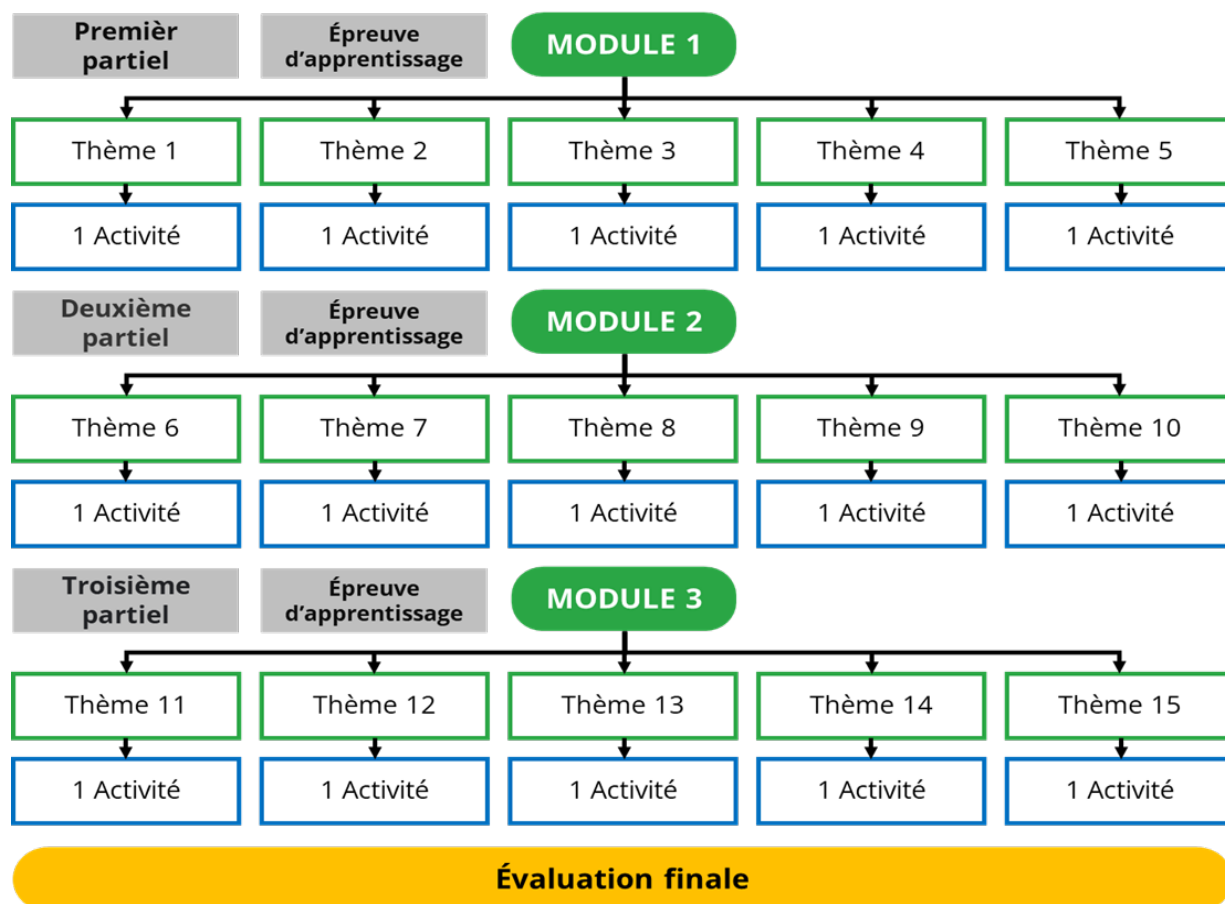 Premièr
partiel
Épreuve
d’apprentissage
MODULE 1
Thème 1
Thème 2
Thème 3
Thème 4
Thème 5
1 Activité
1 Activité
1 Activité
1 Activité
1 Activité
Deuxième
partiel
Épreuve
d’apprentissage
MODULE 2
Thème 6
Thème 7
Thème 8
Thème 9
Thème 10
1 Activité
1 Activité
1 Activité
1 Activité
1 Activité
Troisième
partiel
Épreuve
d’apprentissage
MODULE 3
Thème 11
Thème 12
Thème 13
Thème 14
Thème 15
1 Activité
1 Activité
1 Activité
1 Activité
1 Activité
Évaluation finale